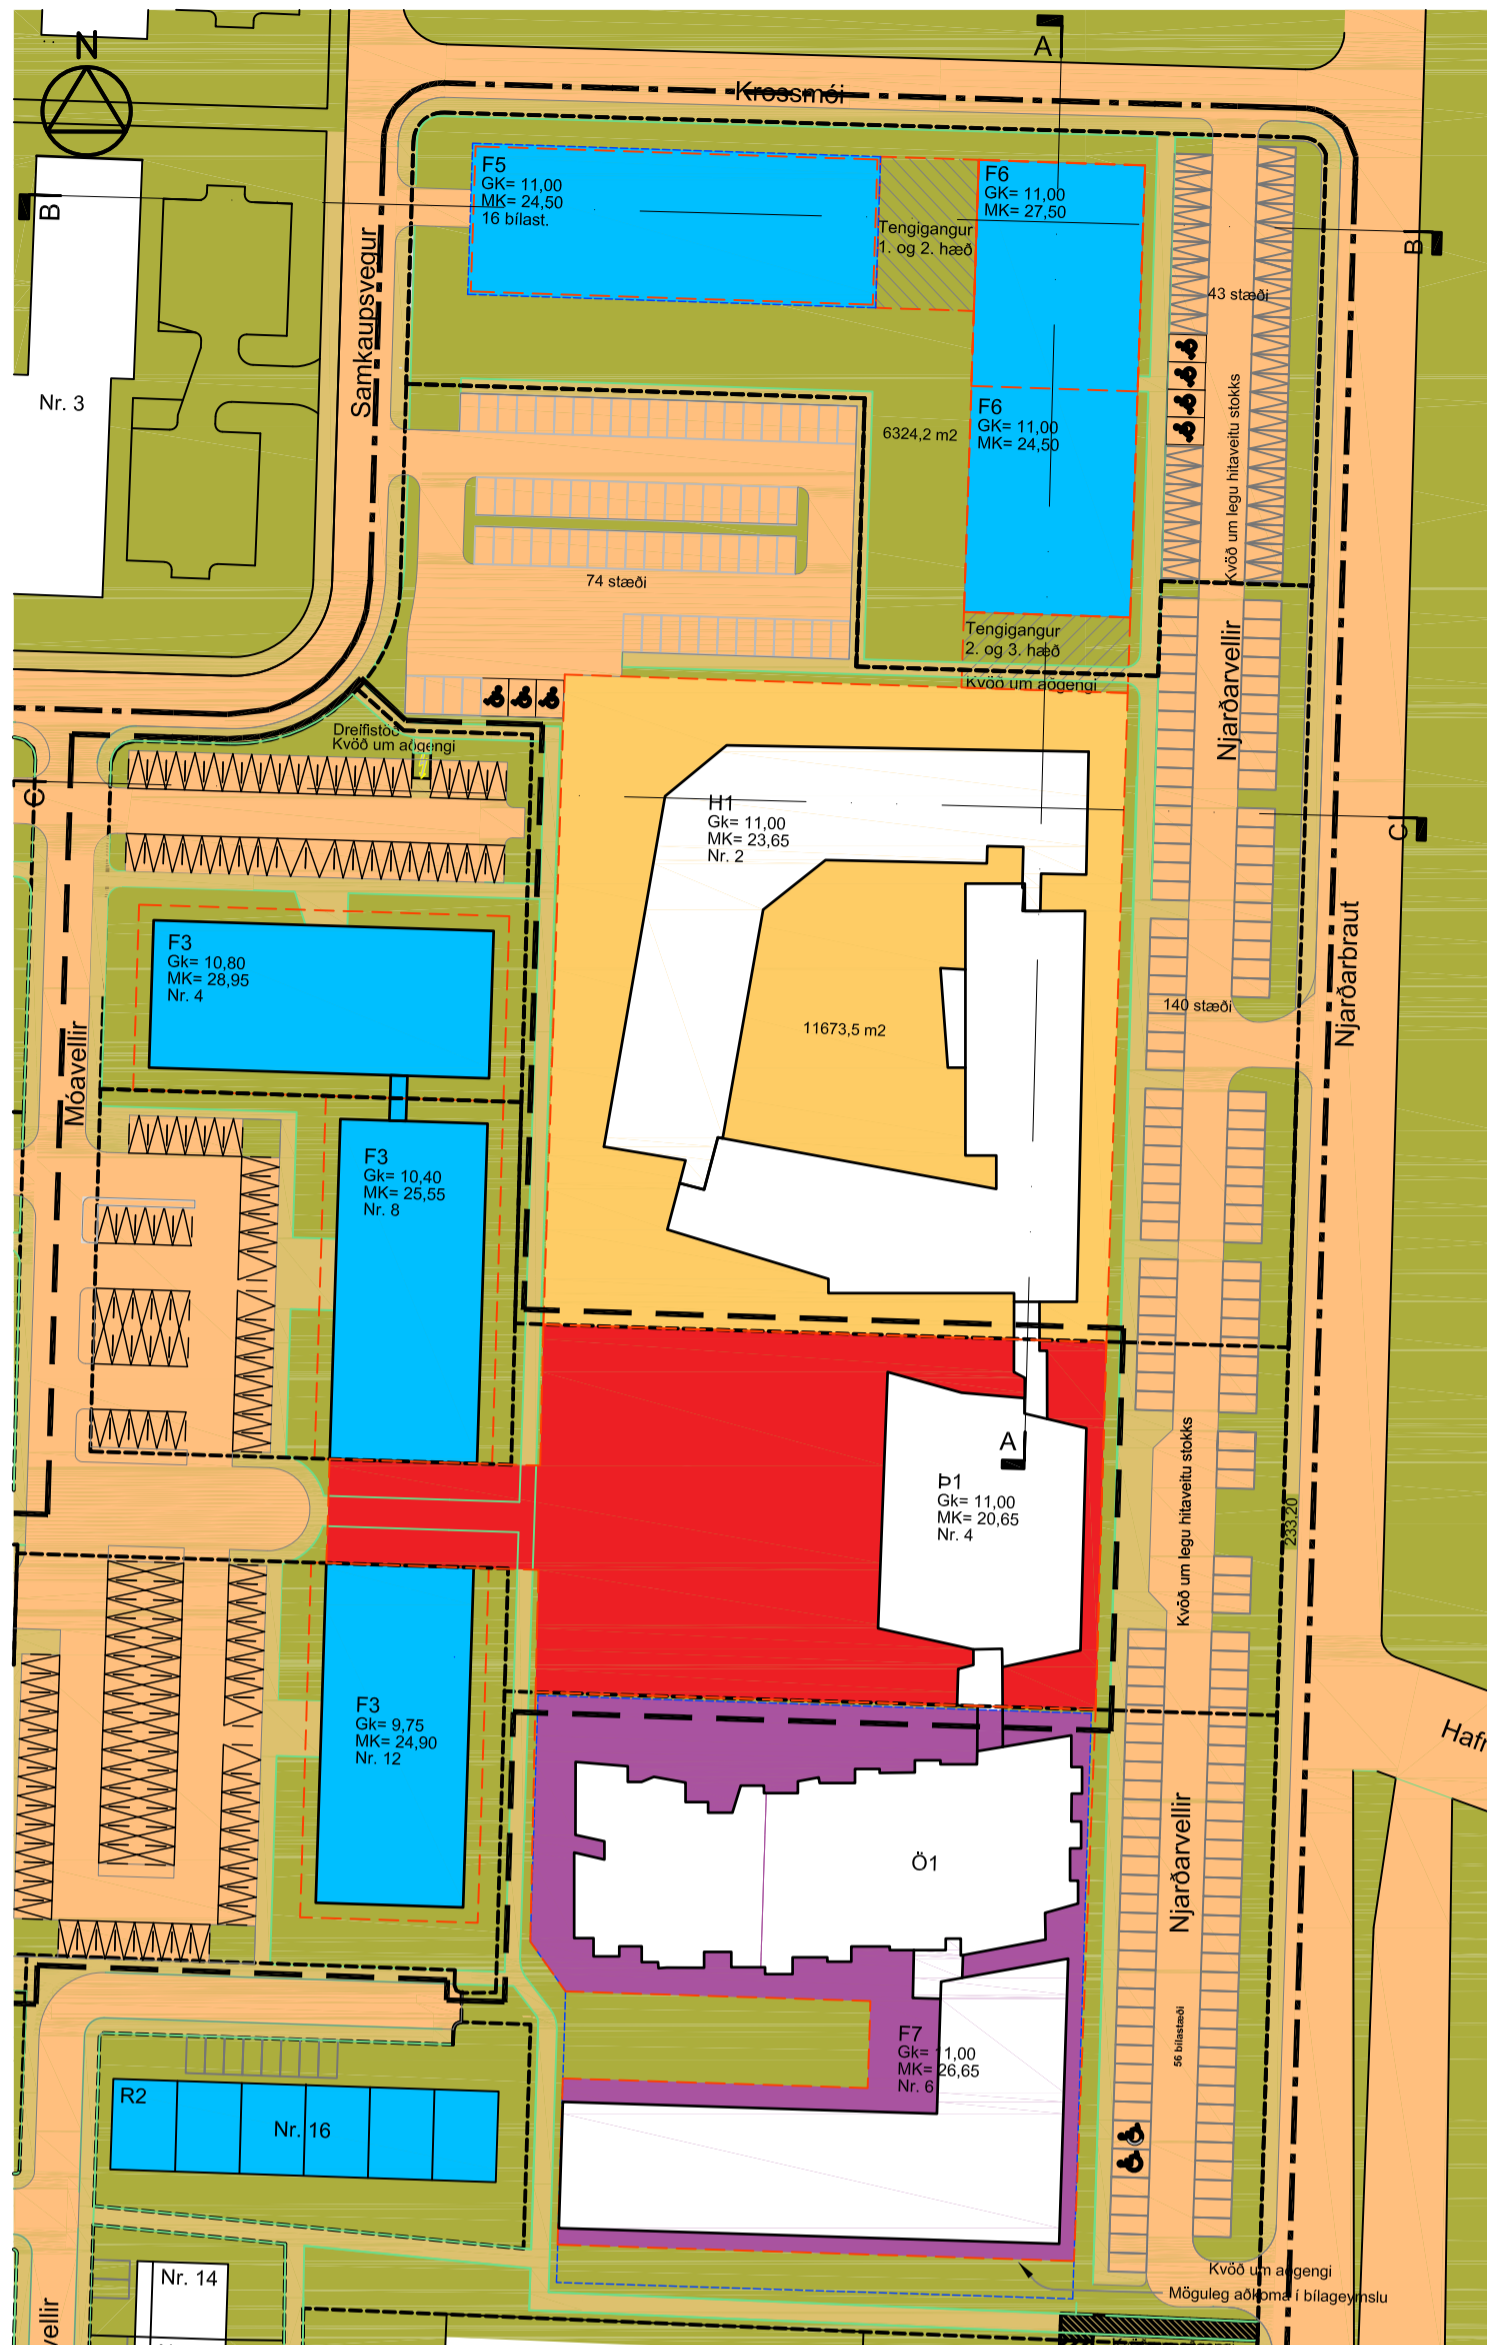 N
A
Krossmói
F5
GK= 11,00
MK= 24,50
16 bílast.
F6
GK= 11,00
MK= 27,50
Tengigangur
1. og 2. hæð
B
B
Samkaupsvegur
43 stæði
Nr. 3
F6
GK= 11,00
MK= 24,50
6324,2 m2
Kvöð um legu hitaveitu stokks
74 stæði
Tengigangur
2. og 3. hæð
Kvöð um aðgengi
Njarðarvellir
Dreifistöð
Kvöð um aðgengi
C
H1
Gk= 11,00
MK= 23,65
Nr. 2
C
F3
Gk= 10,80
MK= 28,95
Nr. 4
Njarðarbraut
11673,5 m2
140 stæði
Móavellir
F3
Gk= 10,40
MK= 25,55
Nr. 8
A
Þ1
Gk= 11,00
MK= 20,65
Nr. 4
Kvöð um legu hitaveitu stokks
233,20
F3
Gk= 9,75
MK= 24,90
Nr. 12
Hafn
Ö1
Njarðarvellir
F7
Gk= 11,00
MK= 26,65
Nr. 6
56 bílastæði
R2
Nr. 16
Nr. 14
Kvöð um aðgengi
Möguleg aðkoma í bílageymslu
vellir